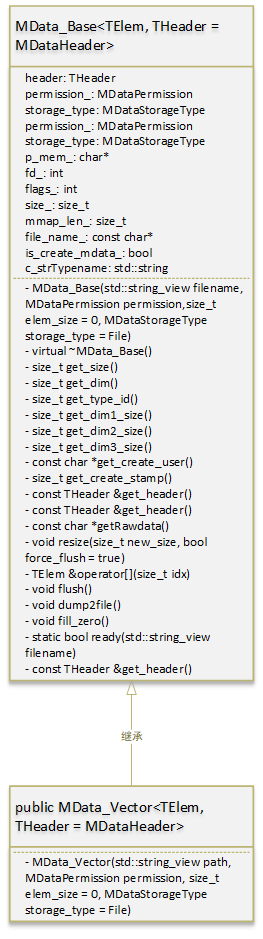 MData_Base<TElem, THeader =
MDataHeader>
header: THeader
permission_: MDataPermission
storage_type: MDataStorageType
permission_: MDataPermission
storage_type: MDataStorageType
p_mem_: char*
fd_: int
flags_: int
size_: size_t
mmap_len_: size_t
file_name_: const char*
is_create_mdata_: bool
c_strTypename: std::string
- MData_Base(std::string_view filename,
MDataPermission permission,size_t
elem_size = 0, MDataStorageType
storage_type = File)
- virtual ~MData_Base()
- size_t get_size()
- size_t get_dim()
- size_t get_type_id()
- size_t get_dim1_size()
- size_t get_dim2_size()
- size_t get_dim3_size()
- const char *get_create_user()
- size_t get_create_stamp()
- const THeader &get_header()
- const THeader &get_header()
- const char *getRawdata()
- void resize(size_t new_size, bool
force_flush = true)
- TElem &operator[](size_t idx)
- void flush()
- void dump2file()
- void fill_zero()
- static bool ready(std::string_view
filename)
- const THeader &get_header()
继承
public MData_Vector<TElem,
THeader = MDataHeader>
- MData_Vector(std::string_view path,
MDataPermission permission, size_t
elem_size = 0, MDataStorageType
storage_type = File)